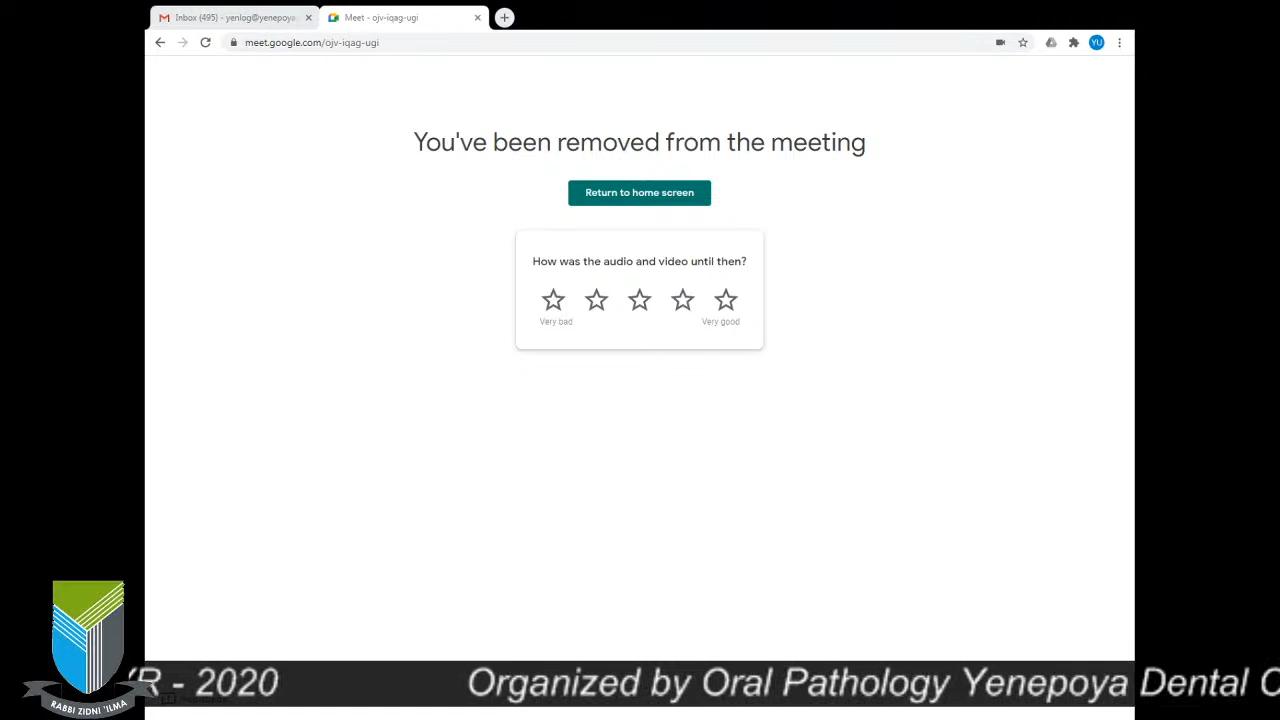 Inbox (495) - yenlog@yenepoya
Meet - ojv-iqag-ugi
meet.google.com/ojv-iqag-ugi
YU
You've been removed from the meeting
Return to home screen
How was the audio and video until then?
Very bad Very good
R - 2020 Organized by Oral Pathology Yenepoya Dental C
RABBI ZIDNI 'ILMA